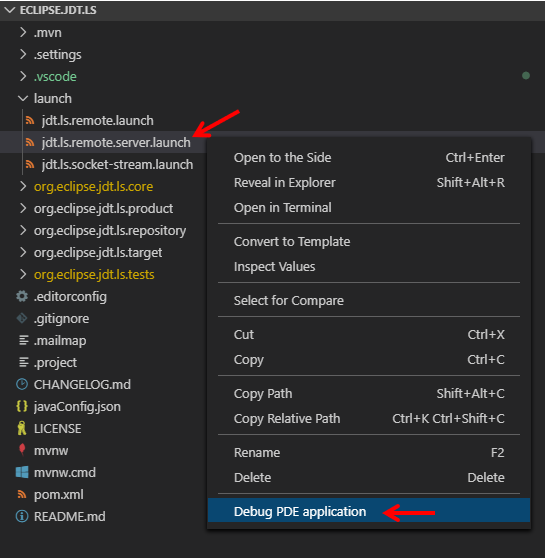 ECLIPSE.JDT.LS
.mvn
.settings
.vscode
launch
jdt.ls.remote.launch
jdt.ls.remote.server.launch
jdt.ls.socket-stream.launch
org.eclipse.jdt.ls.core
org.eclipse.jdt.ls.product
org.eclipse.jdt.ls.repository
org.eclipse.jdt.ls.target
org.eclipse.jdt.ls.tests
.editorconfig
.gitignore
.mailmap
.project
CHANGELOG.md
javaConfig.json
LICENSE
mvnw
mvnw.cmd
pom.xml
README.md
Open to the Side Ctrl+Enter
Reveal in Explorer Shift+Alt+R
Open in Terminal
Convert to Template
Inspect Values
Select for Compare
Cut Ctrl+X
Copy Ctrl+C
Copy Path Shift+Alt+C
Copy Relative Path Ctrl+K Ctrl+Shift+C
Rename F2
Delete Delete
Debug PDE application